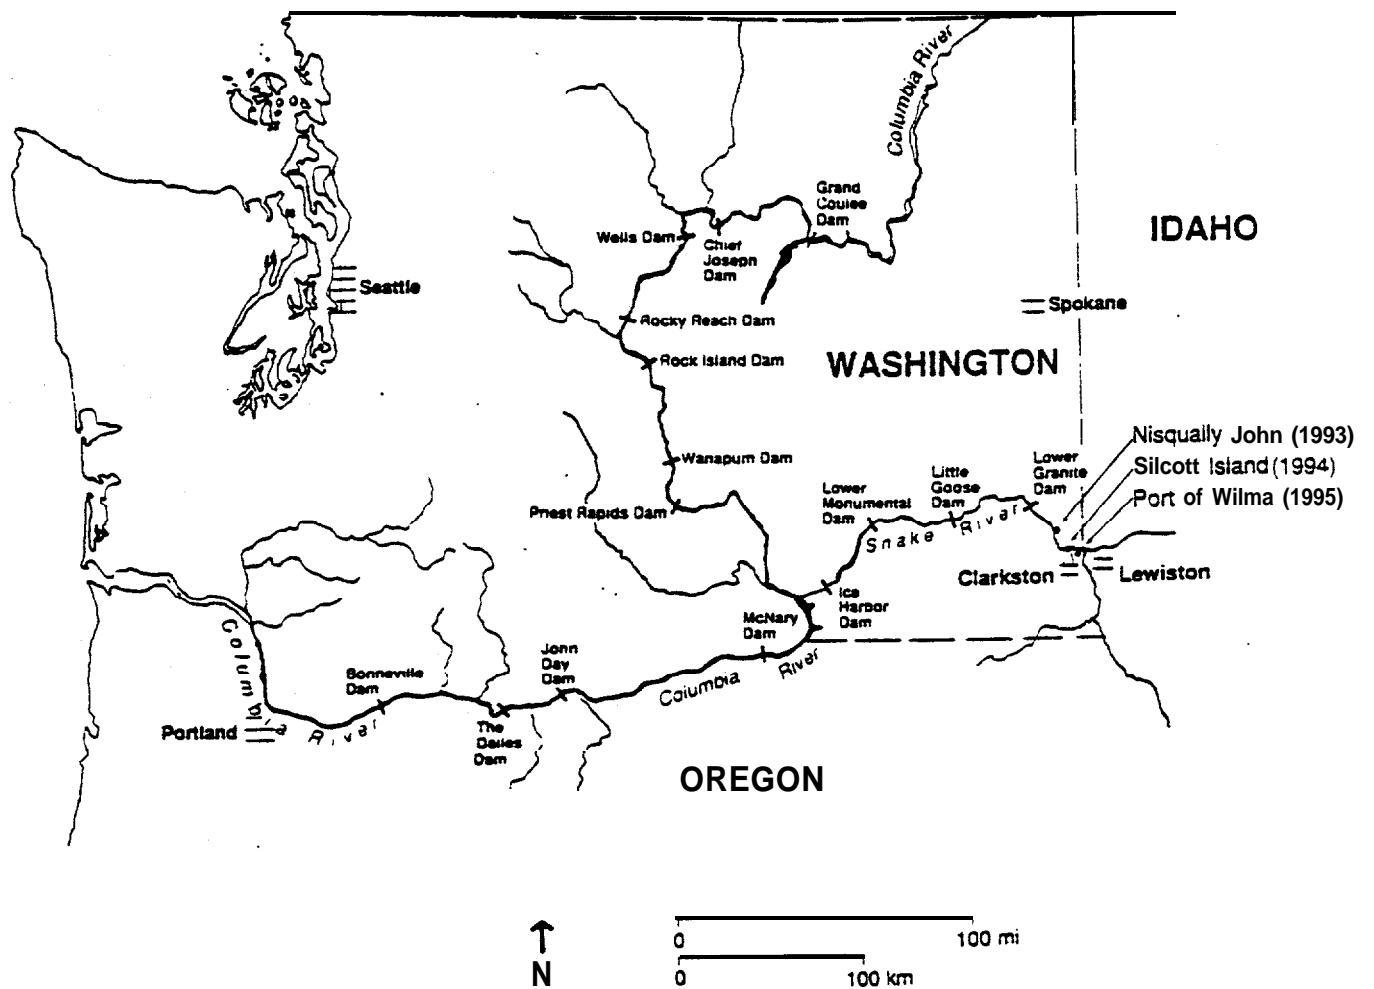 Columbia River
Grand
Coulee
Dam
IDAHO
Wells Dam
Chief
Joseph
Dam
Seattle
Spokane
Rocky Reach Dam
Rock Island Dam
WASHINGTON
Nisqually John (1993)
Silcott Island (1994)
Port of Wilma (1995)
Wanapum Dam
Lower
Granite
Dam
Little
Goose
Dam
Lower
Monumental
Dam
Priest Rapids Dam
Snake River
Clarkston
Lewiston
Ice
Harbor
Dam
McNary
Dam
Columbia River
John
Day
Dam
Bonneville
Dam
Columbia River
Portland
The
Dalles
Dam
OREGON
N
0 100 mi
0 100 km